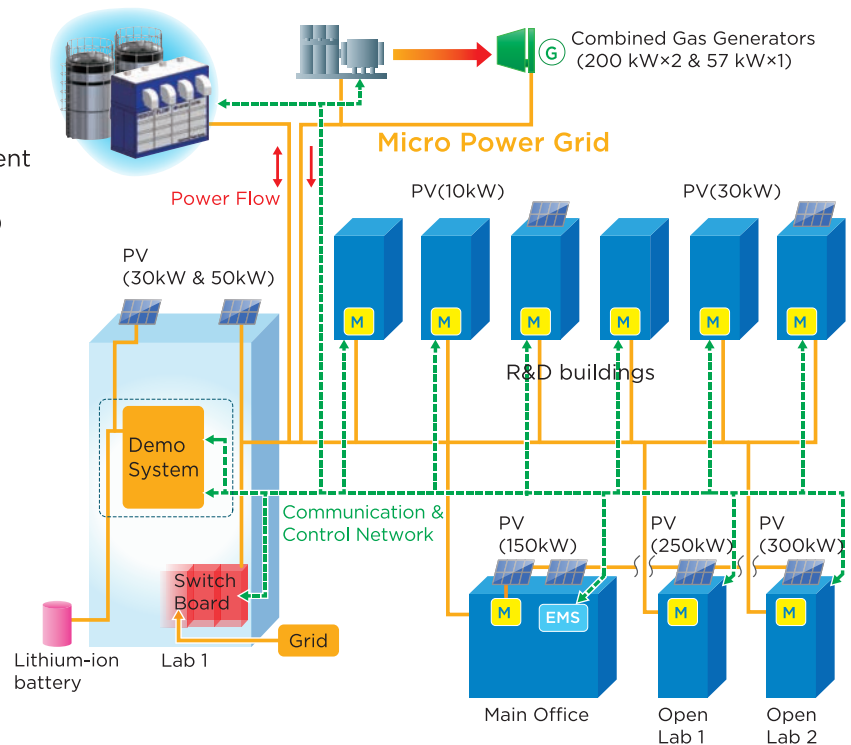 Combined Gas Generators
(200 kW×2 & 57 kW×1)
G
Micro Power Grid
ent
Power Flow
PV(10kW)
PV(30kW)
)
PV
(30kW & 50kW)
M
M
M
M
M
M
R&D buildings
Demo
System
Communication &
Control Network
PV
(150kW)
PV
(250kW)
PV
(300kW)
Switch
Board
M
EMS
M
M
Grid
Lithium-ion
battery
Lab 1
Main Office
Open
Lab 1
Open
Lab 2